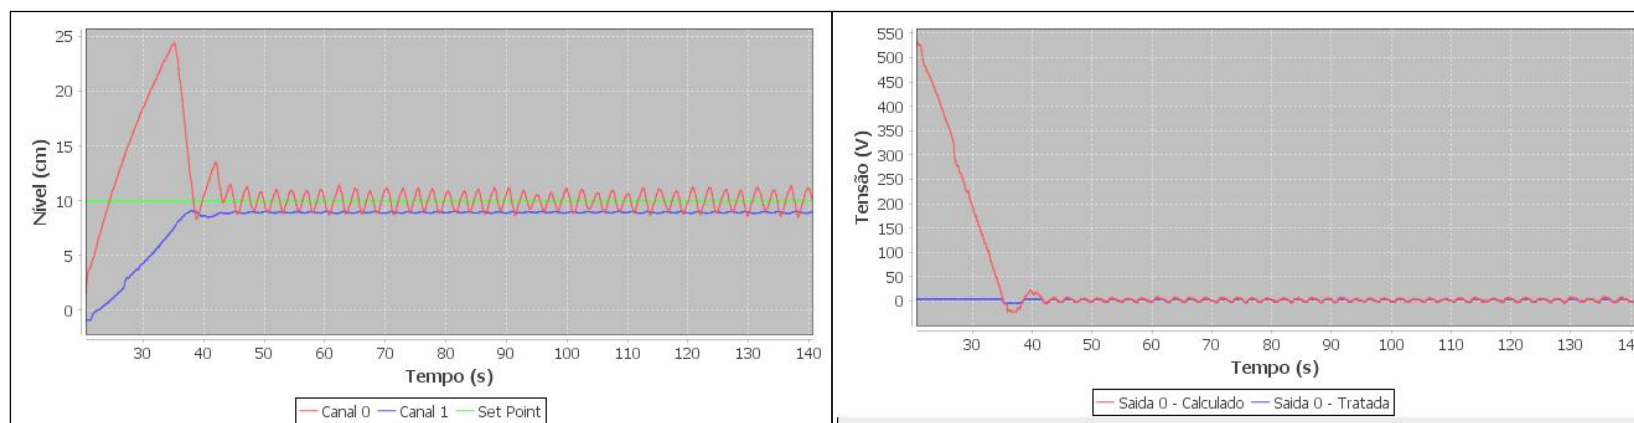 25
20
15
10
5
0
Nível (cm)
30 40 50 60 70 80 90 100 110 120 130 140
Tempo (s)
Canal 0 Canal 1 Set Point
550
500
450
400
350
300
250
200
150
100
50
0
Tensão (V)
30 40 50 60 70 80 90 100 110 120 130 140
Tempo (s)
Saida 0 - Calculado Saida 0 - Tratada